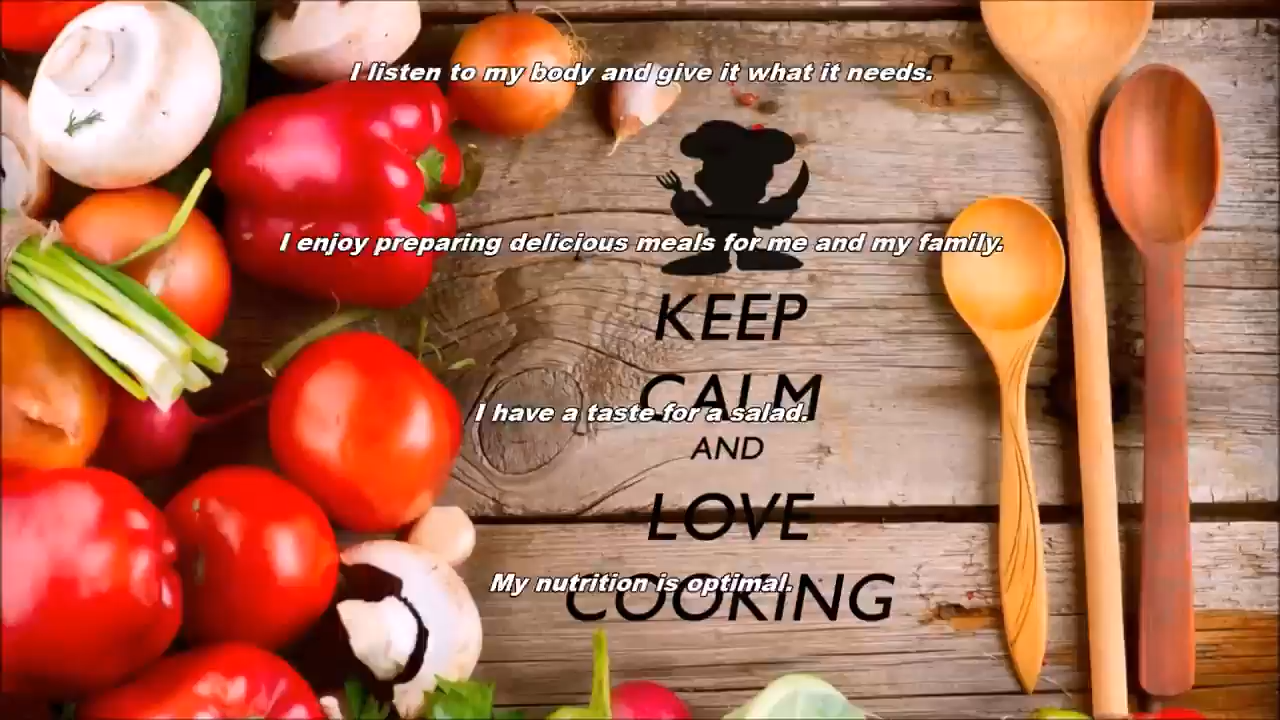 I listen to my body and give it what it needs.
I enjoy preparing delicious meals for me and my family.
KEEP
CALM
I have a taste for a salad.
AND
LOVE
My nutrition is optimal.
COOKING